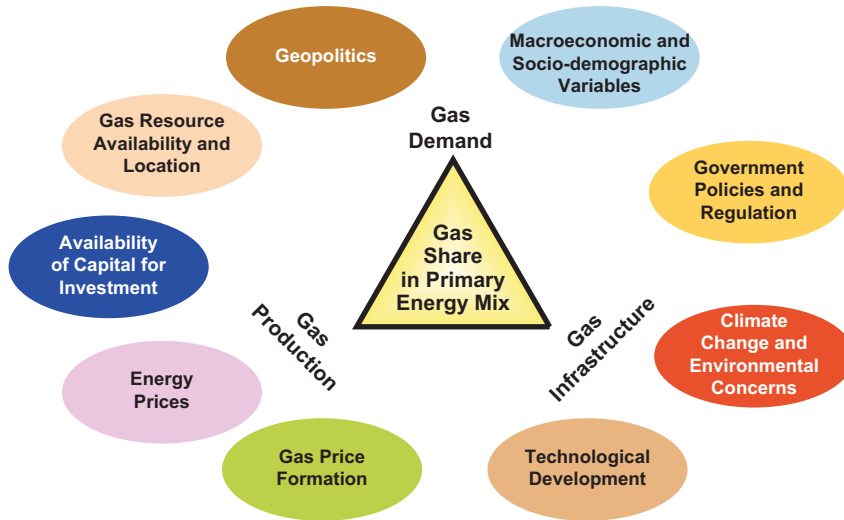 Geopolitics
Macroeconomic and
Socio-demographic
Variables
Gas Resource
Availability and
Location
Gas
Demand
Government
Policies and
Regulation
Availability
of Capital for
Investment
Gas
Share
in Primary
Energy Mix
Gas
Production
Gas
Infrastructure
Climate
Change and
Environmental
Concerns
Energy
Prices
Gas Price
Formation
Technological
Development